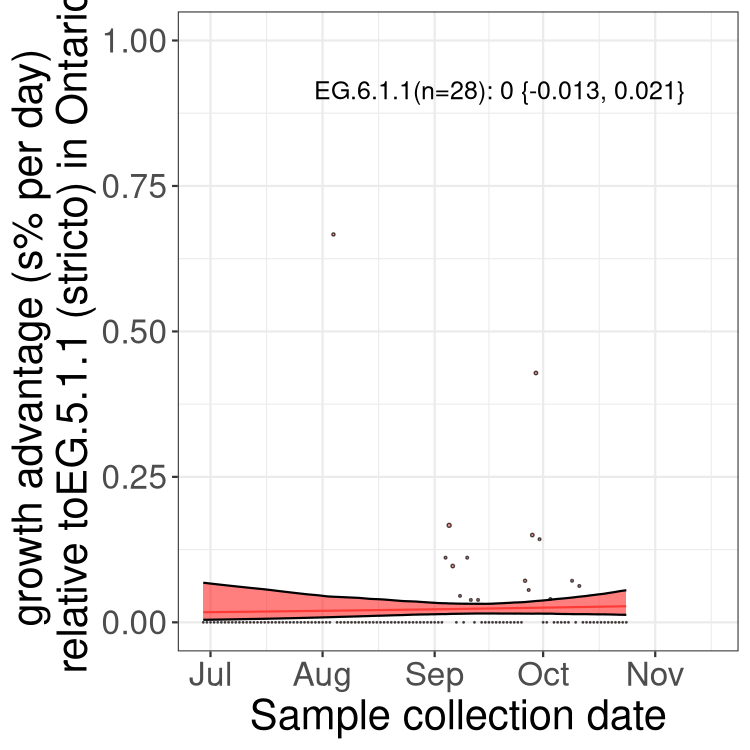 growth advantage (s% per day)
relative toEG.5.1.1 (stricto) in Ontario
1.00
EG.6.1.1(n=28): 0 {-0.013, 0.021}
0.75
0.50
0.25
0.00
Jul Aug Sep Oct Nov
Sample collection date